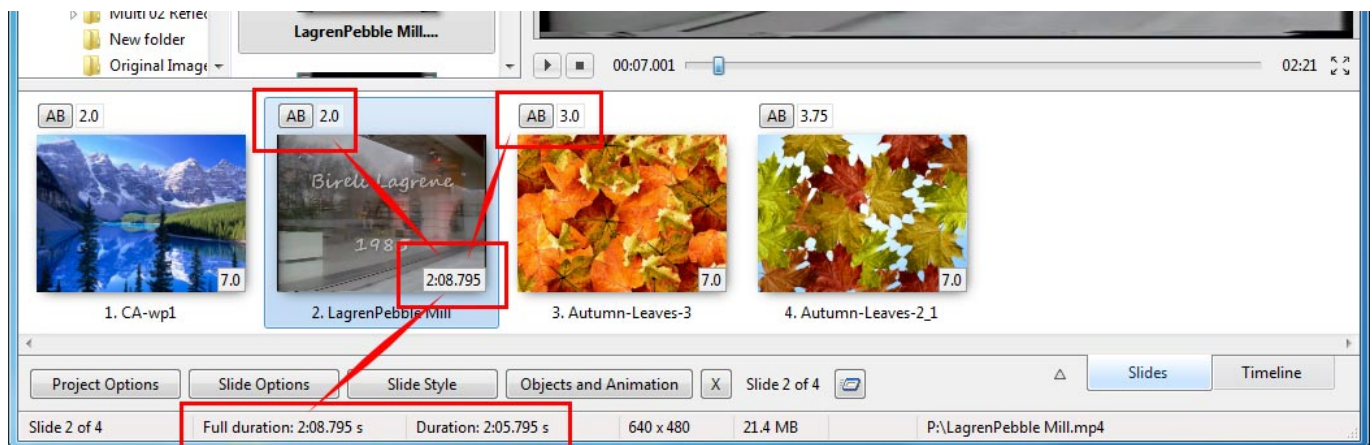 Multi 02 Reflec
New folder
Original Image
LagrenPebble Mill....
00:07.001
02:21
AB 2.0
AB 2.0
AB 3.0
AB 3.75
Bireli Lagrene
1985
7.0
2:08.795
7.0
7.0
1. CA-wp1
2. LagrenPebble Mill
3. Autumn-Leaves-3
4. Autumn-Leaves-2_1
Project Options
Slide Options
Slide Style
Objects and Animation
X
Slide 2 of 4
Slides
Timeline
Slide 2 of 4
Full duration: 2:08.795 s
Duration: 2:05.795 s
640 x 480
21.4 MB
P:\LagrenPebble Mill.mp4